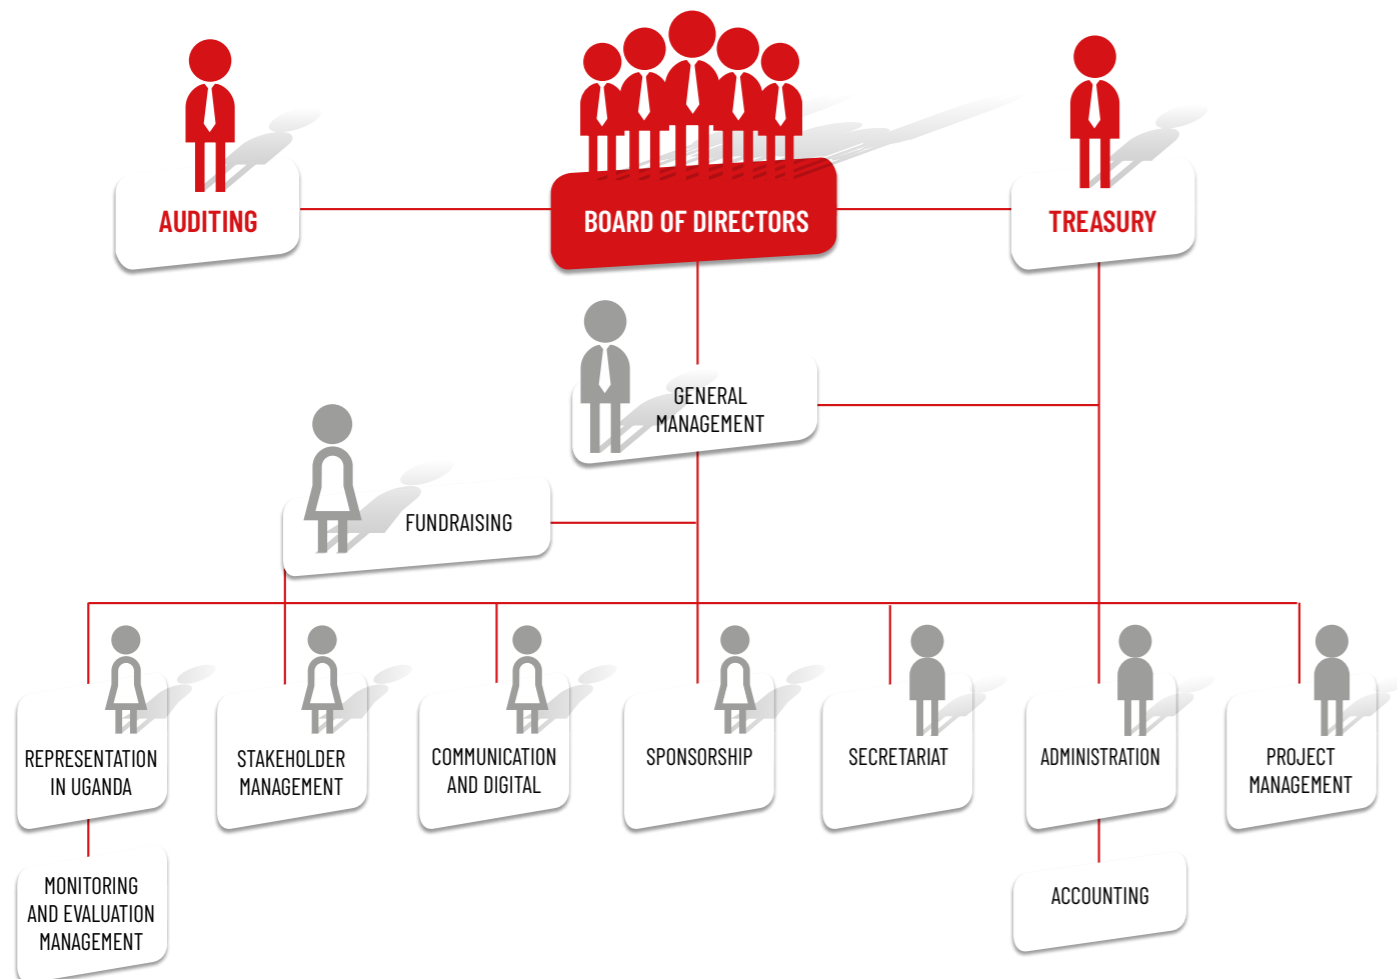 AUDITING
BOARD OF DIRECTORS
TREASURY
GENERAL
MANAGEMENT
FUNDRAISING
REPRESENTATION
IN UGANDA
STAKEHOLDER
MANAGEMENT
COMMUNICATION
AND DIGITAL
SPONSORSHIP
SECRETARIAT
ADMINISTRATION
PROJECT
MANAGEMENT
MONITORING
AND EVALUATION
MANAGEMENT
ACCOUNTING